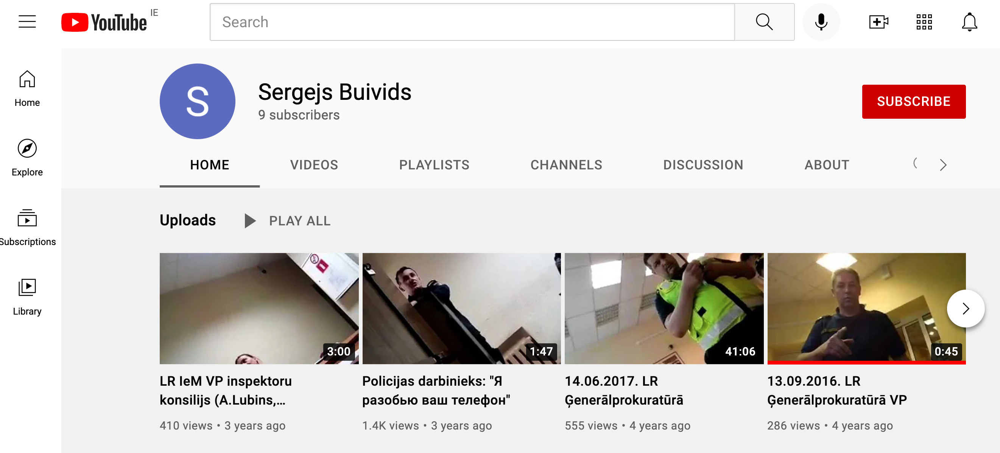 YouTube IE
Search
Home
Explore
Subscriptions
Library
Sergejs Buivids
9 subscribers
SUBSCRIBE
HOME VIDEOS PLAYLISTS CHANNELS DISCUSSION ABOUT
Uploads PLAY ALL
3:00
1:47
41:06
0:45
LR IeM VP inspektoru
konsilijs (A.Lubins,...
410 views • 3 years ago
Policijas darbinieks: "Я
разобью ваш телефон"
1.4K views • 3 years ago
14.06.2017. LR
Ģenerālprokuratūrā
555 views • 4 years ago
13.09.2016. LR
Ģenerālprokuratūrā VP
286 views • 4 years ago